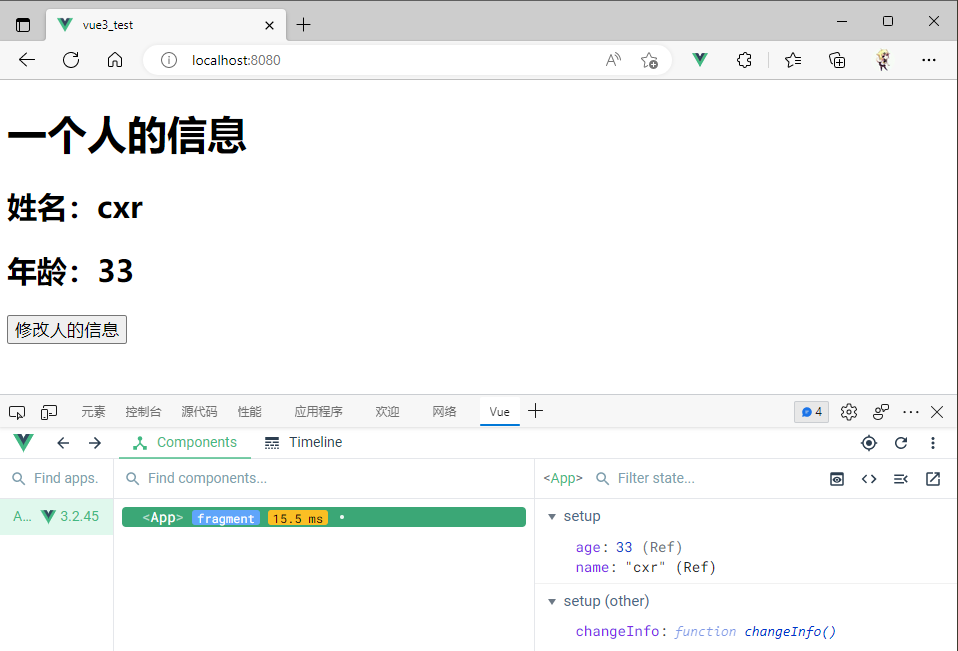 vue3_test
localhost:8080
一个人的信息
姓名：cxr
年龄：33
修改人的信息
元素 控制台 源代码 性能 应用程序 欢迎 网络 Vue 4
Components Timeline
Find apps. Find components... <App> Filter state...
A... 3.2.45 <App> fragment 15.5 ms
setup
age: 33 (Ref)
name: "cxr" (Ref)
setup (other)
changeInfo: function changeInfo()